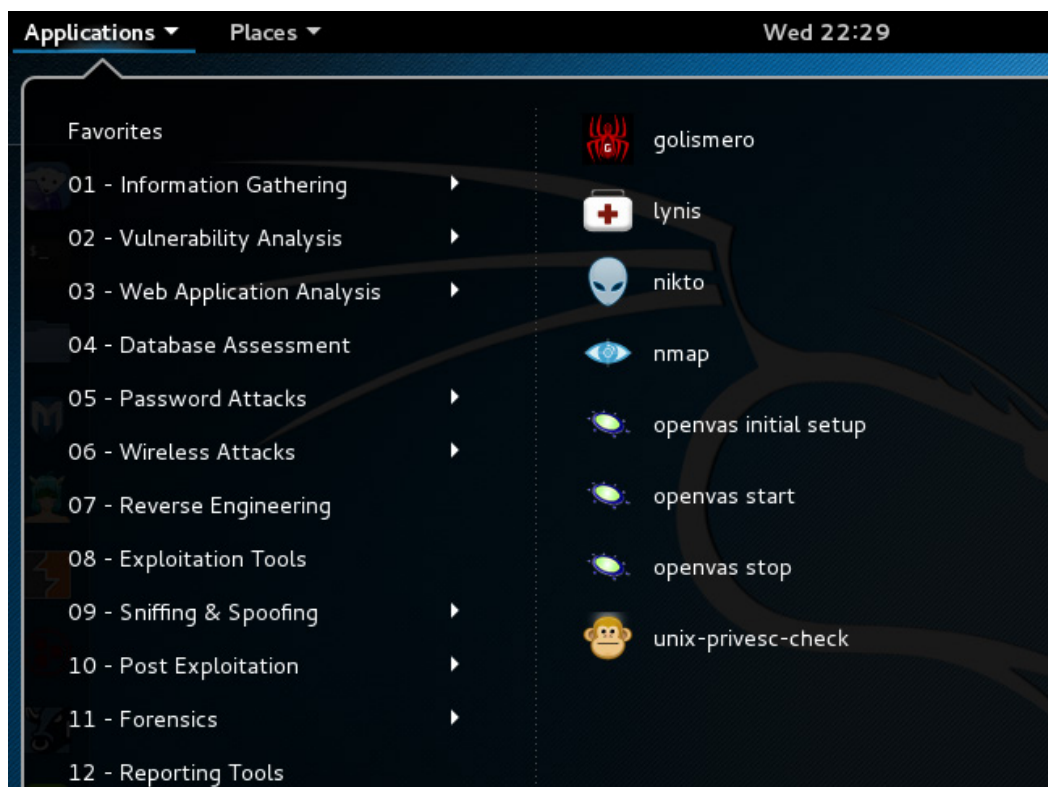 Applications Places Wed 22:29
Favorites
01 - Information Gathering
02 - Vulnerability Analysis
03 - Web Application Analysis
04 - Database Assessment
05 - Password Attacks
06 - Wireless Attacks
07 - Reverse Engineering
08 - Exploitation Tools
09 - Sniffing & Spoofing
10 - Post Exploitation
11 - Forensics
12 - Reporting Tools
golismero
lynis
nikto
nmap
openvas initial setup
openvas start
openvas stop
unix-privesc-check